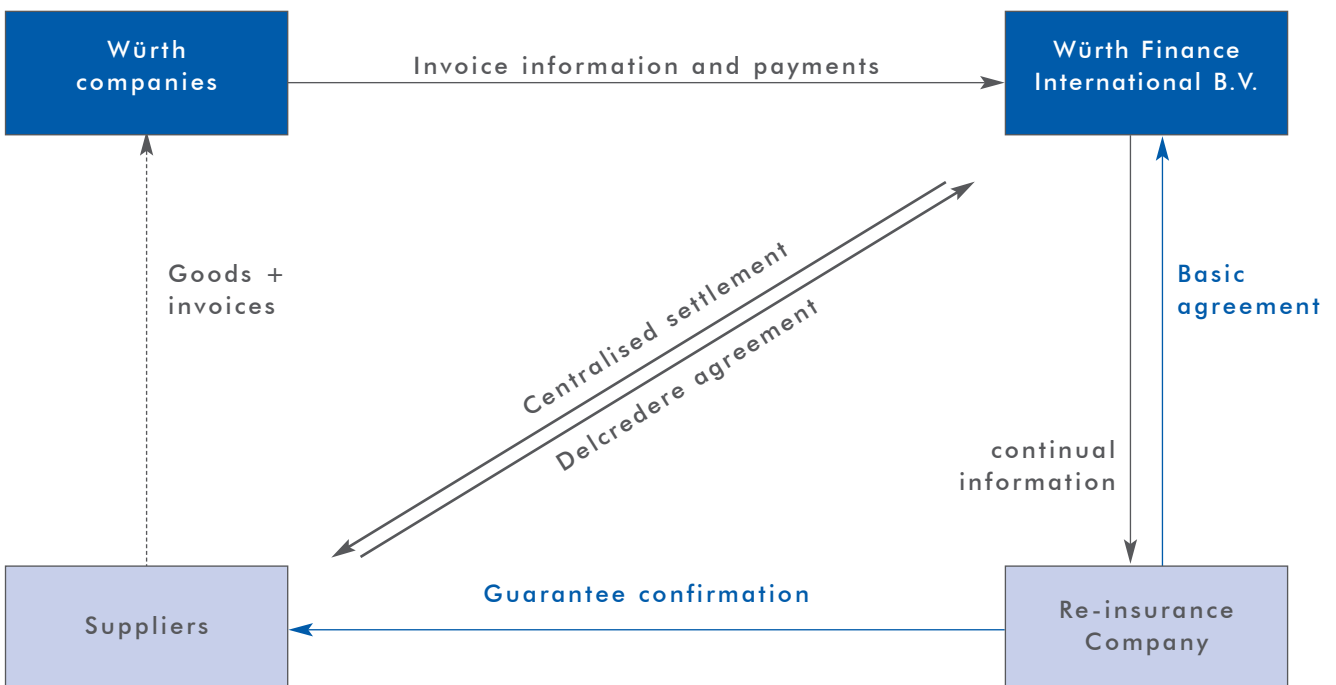 Würth
companies
Invoice information and payments
Würth Finance
International B.V.
Goods +
invoices
Centralised settlement
Delcredere agreement
Basic
agreement
continual
information
Guarantee confirmation
Suppliers
Re-insurance
Company